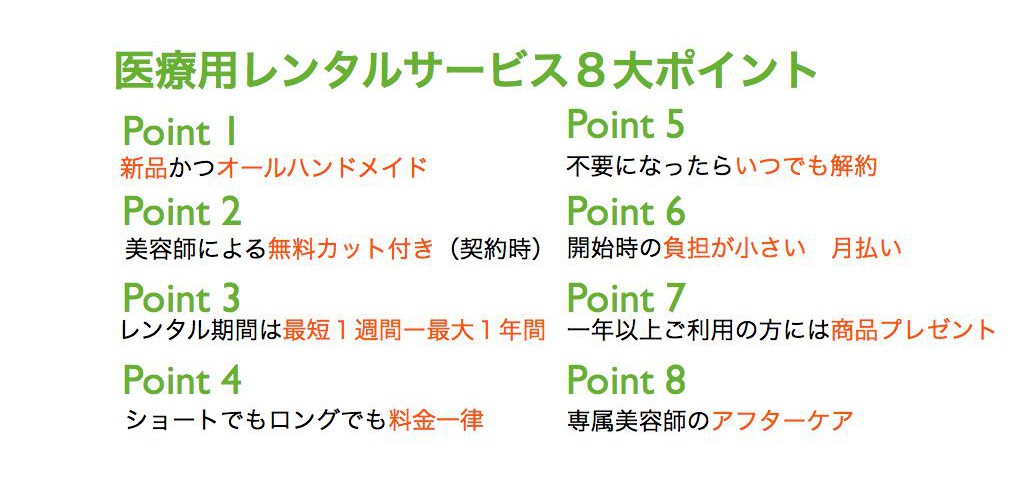 医療用レンタルサービス８大ポイント
Point 1
新品かつオールハンドメイド
Point 2
美容師による無料カット付き（契約時）
Point 3
レンタル期間は最短１週間ー最大１年間
Point 4
ショートでもロングでも料金一律
Point 5
不要になったらいつでも解約
Point 6
開始時の負担が小さい　月払い
Point 7
一年以上ご利用の方には商品プレゼント
Point 8
専属美容師のアフターケア